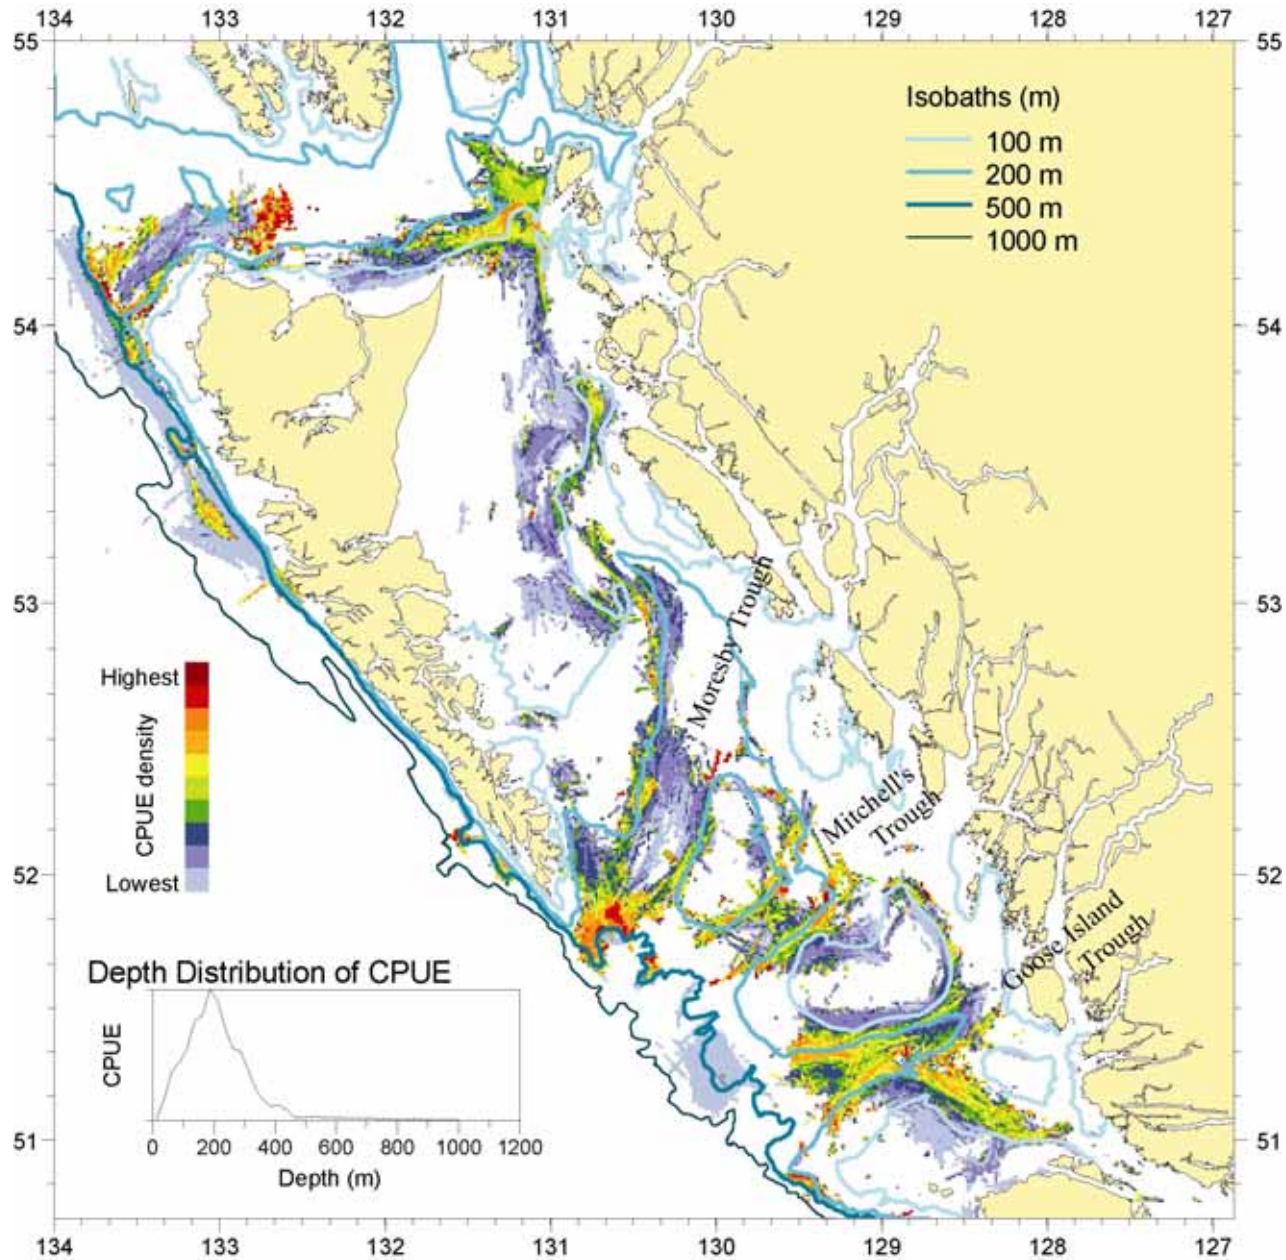 134 133 132 131 130 129 128 127
55 55
Isobaths (m)
100 m
200 m
500 m
1000 m
54 54
53 53
Moresby Trough
Highest
CPUE density
Lowest
Mitchell's
Trough
52 52
Goose Island
Trough
Depth Distribution of CPUE
CPUE
0 200 400 600 800 1000 1200
Depth (m)
51 51
134 133 132 131 130 129 128 127